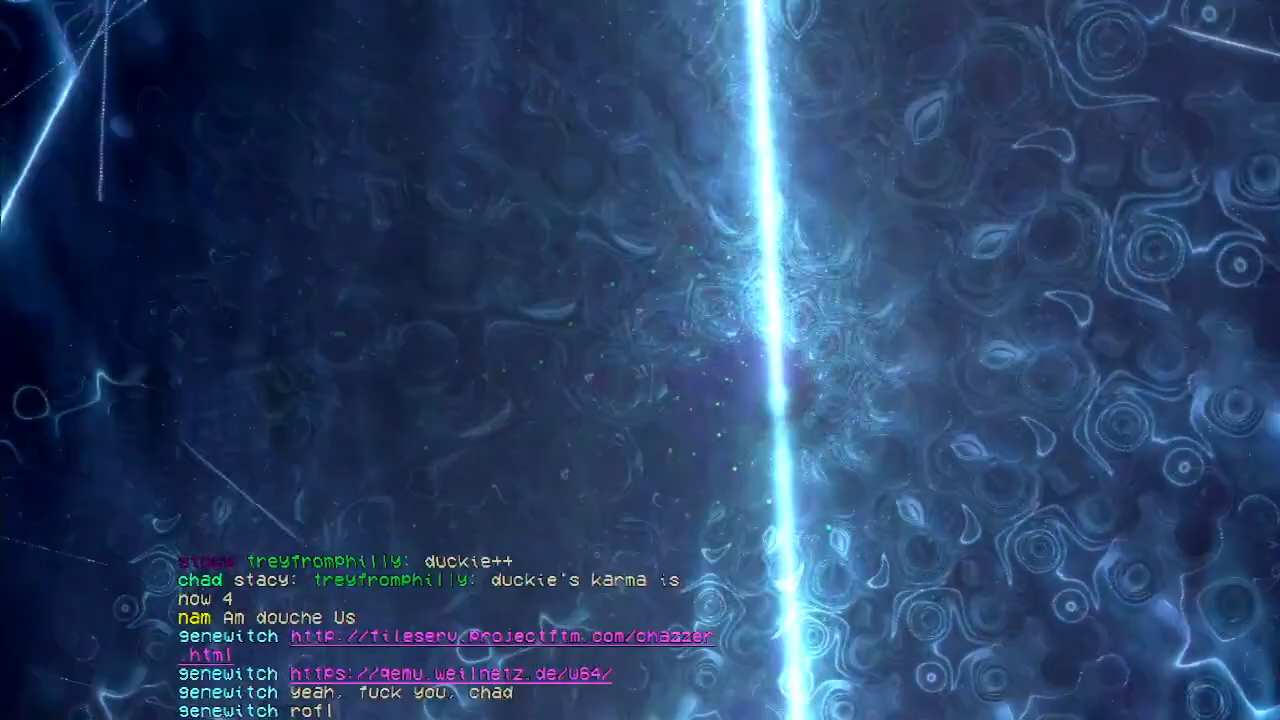 stacy treyfromphilly: duckie++
chad stacy: treyfromphilly: duckie's karma is
now 4
nam Am douche Us
genewitch http://fileserv.projectftm.com/chazzer
.html
genewitch https://qemu.weilnetz.de/w64/
genewitch yeah, fuck you, chad
genewitch rofl